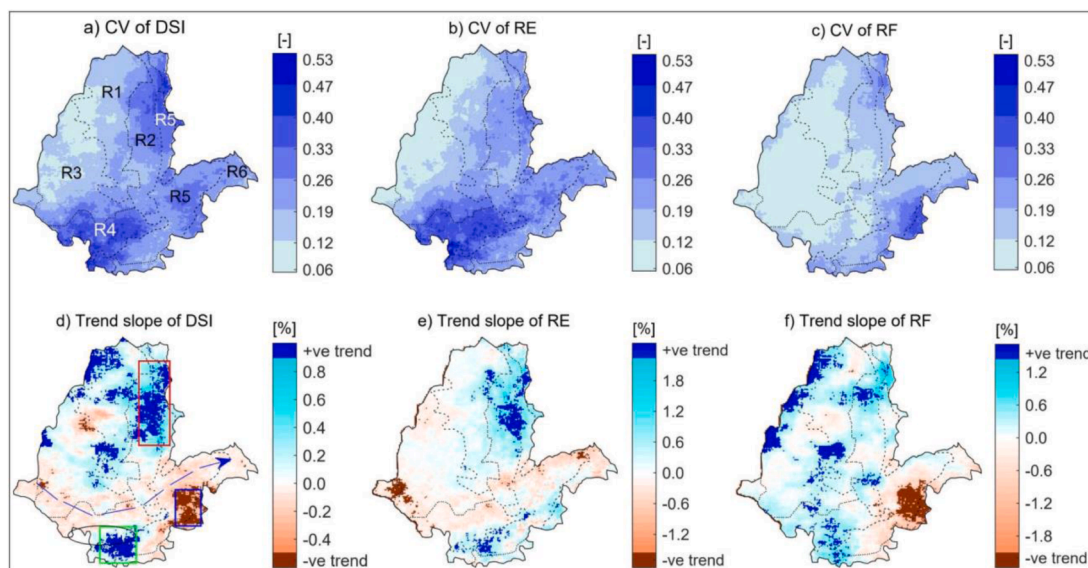 a) CV of DSI
[-]
0.53
0.47
0.40
0.33
0.26
0.19
0.12
0.06
R1
R5
R2
R3
R6
R5
R4
b) CV of RE
[-]
0.53
0.47
0.40
0.33
0.26
0.19
0.12
0.06
c) CV of RF
[-]
0.53
0.47
0.40
0.33
0.26
0.19
0.12
0.06
d) Trend slope of DSI
[%]
+ve trend
0.8
0.6
0.4
0.2
0.0
-0.2
-0.4
-ve trend
e) Trend slope of RE
[%]
+ve trend
1.8
1.2
0.6
0.0
-0.6
-1.2
-ve trend
f) Trend slope of RF
[%]
+ve trend
1.2
0.6
0.0
-0.6
-1.2
-ve trend